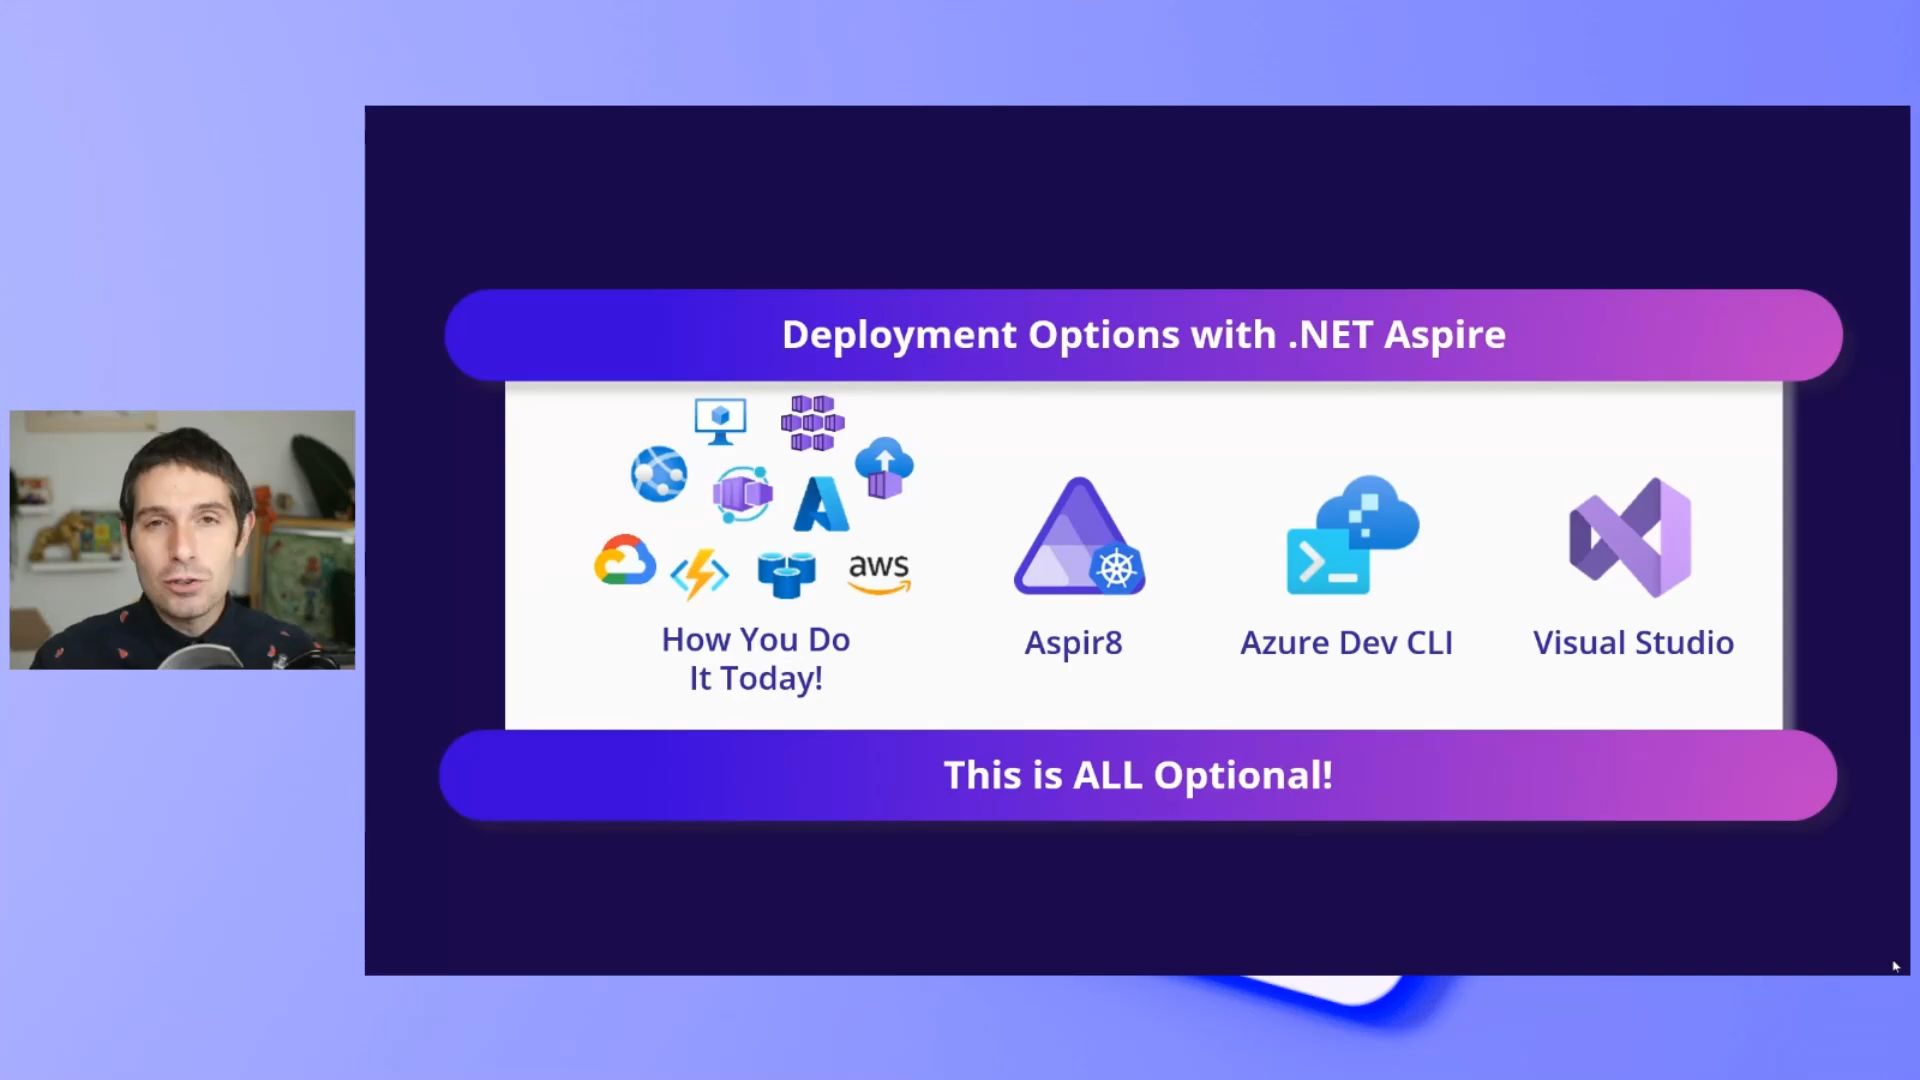 Deployment Options with .NET Aspire
aws
How You Do
It Today!
Aspir8
Azure Dev CLI
Visual Studio
This is ALL Optional!